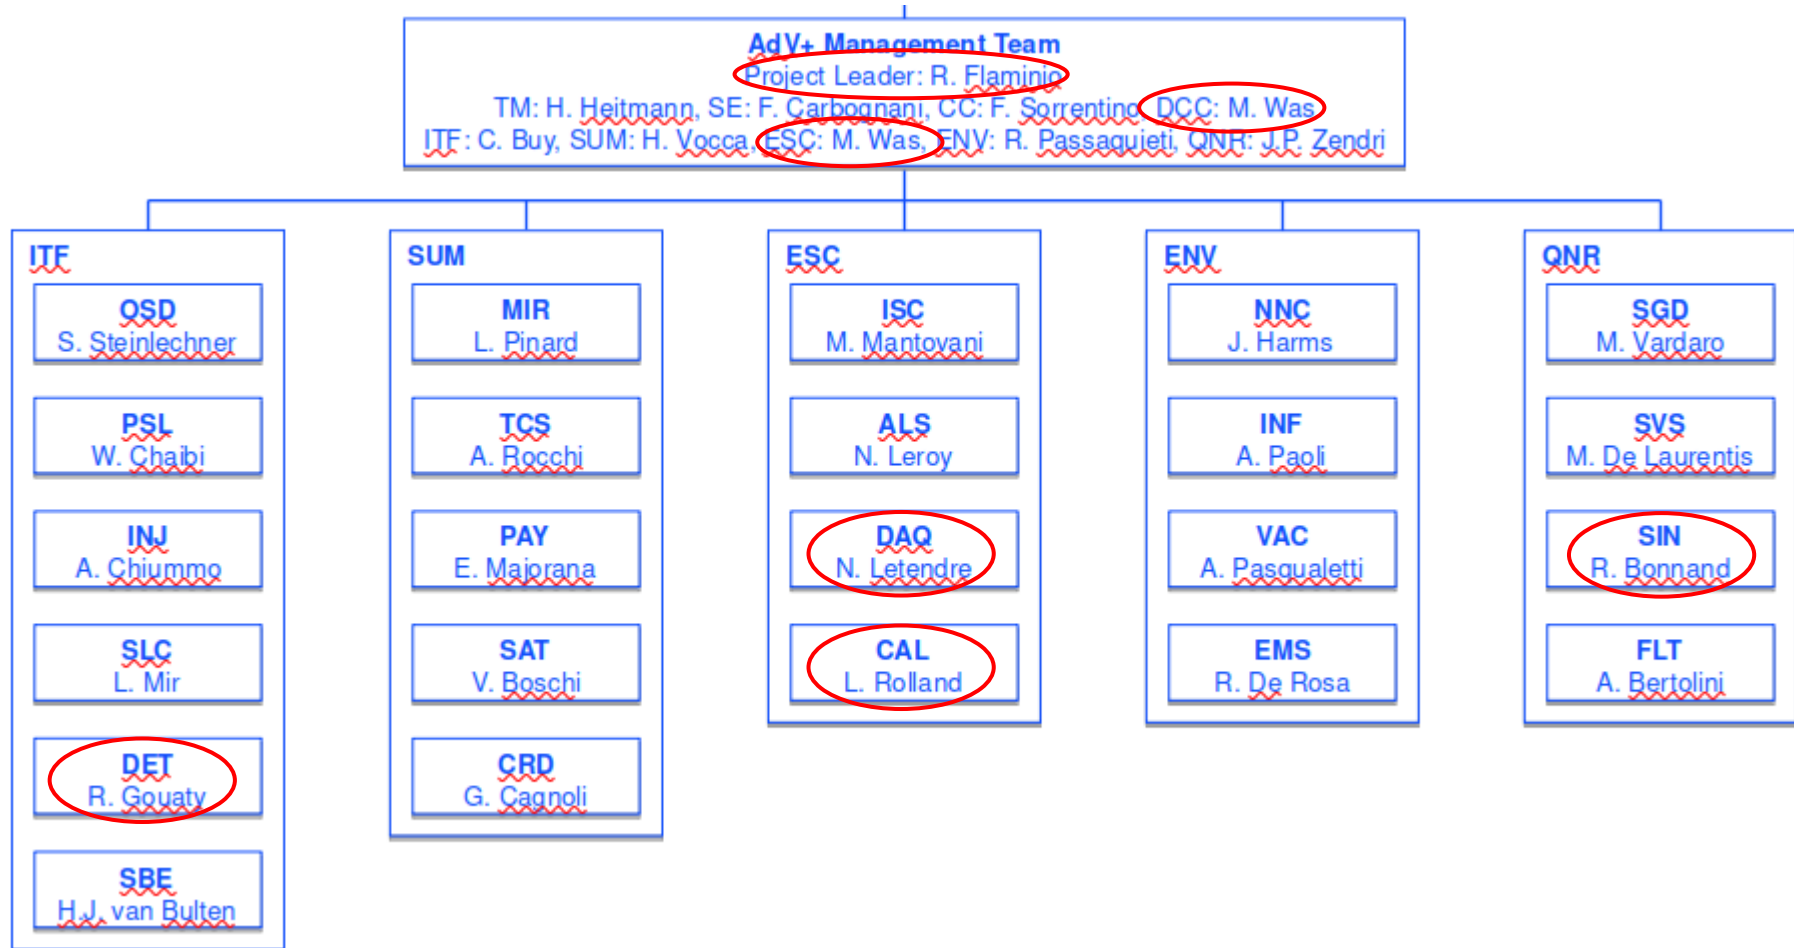 AdV+ Management Team
Project Leader: R. Flaminio
TM: H. Heitmann, SE: F. Carbognani, CC: F. Sorrentino, DCC: M. Was
ITF: C. Buy, SUM: H. Vocca, ESC: M. Was, ENV: R. Passaquieti, QNR: J.P. Zendri
ITF
OSD
S. Steinlechner
PSL
W. Chaibi
INJ
A. Chiummo
SLC
L. Mir
DET
R. Gouaty
SBE
H.J. van Bulten
SUM
MIR
L. Pinard
TCS
A. Rocchi
PAY
E. Majorana
SAT
V. Boschi
CRD
G. Cagnoli
ESC
ISC
M. Mantovani
ALS
N. Leroy
DAQ
N. Letendre
CAL
L. Rolland
ENV
NNC
J. Harms
INF
A. Paoli
VAC
A. Pasqualetti
EMS
R. De Rosa
QNR
SGD
M. Vardaro
SVS
M. De Laurentis
SIN
R. Bonnand
FLT
A. Bertolini